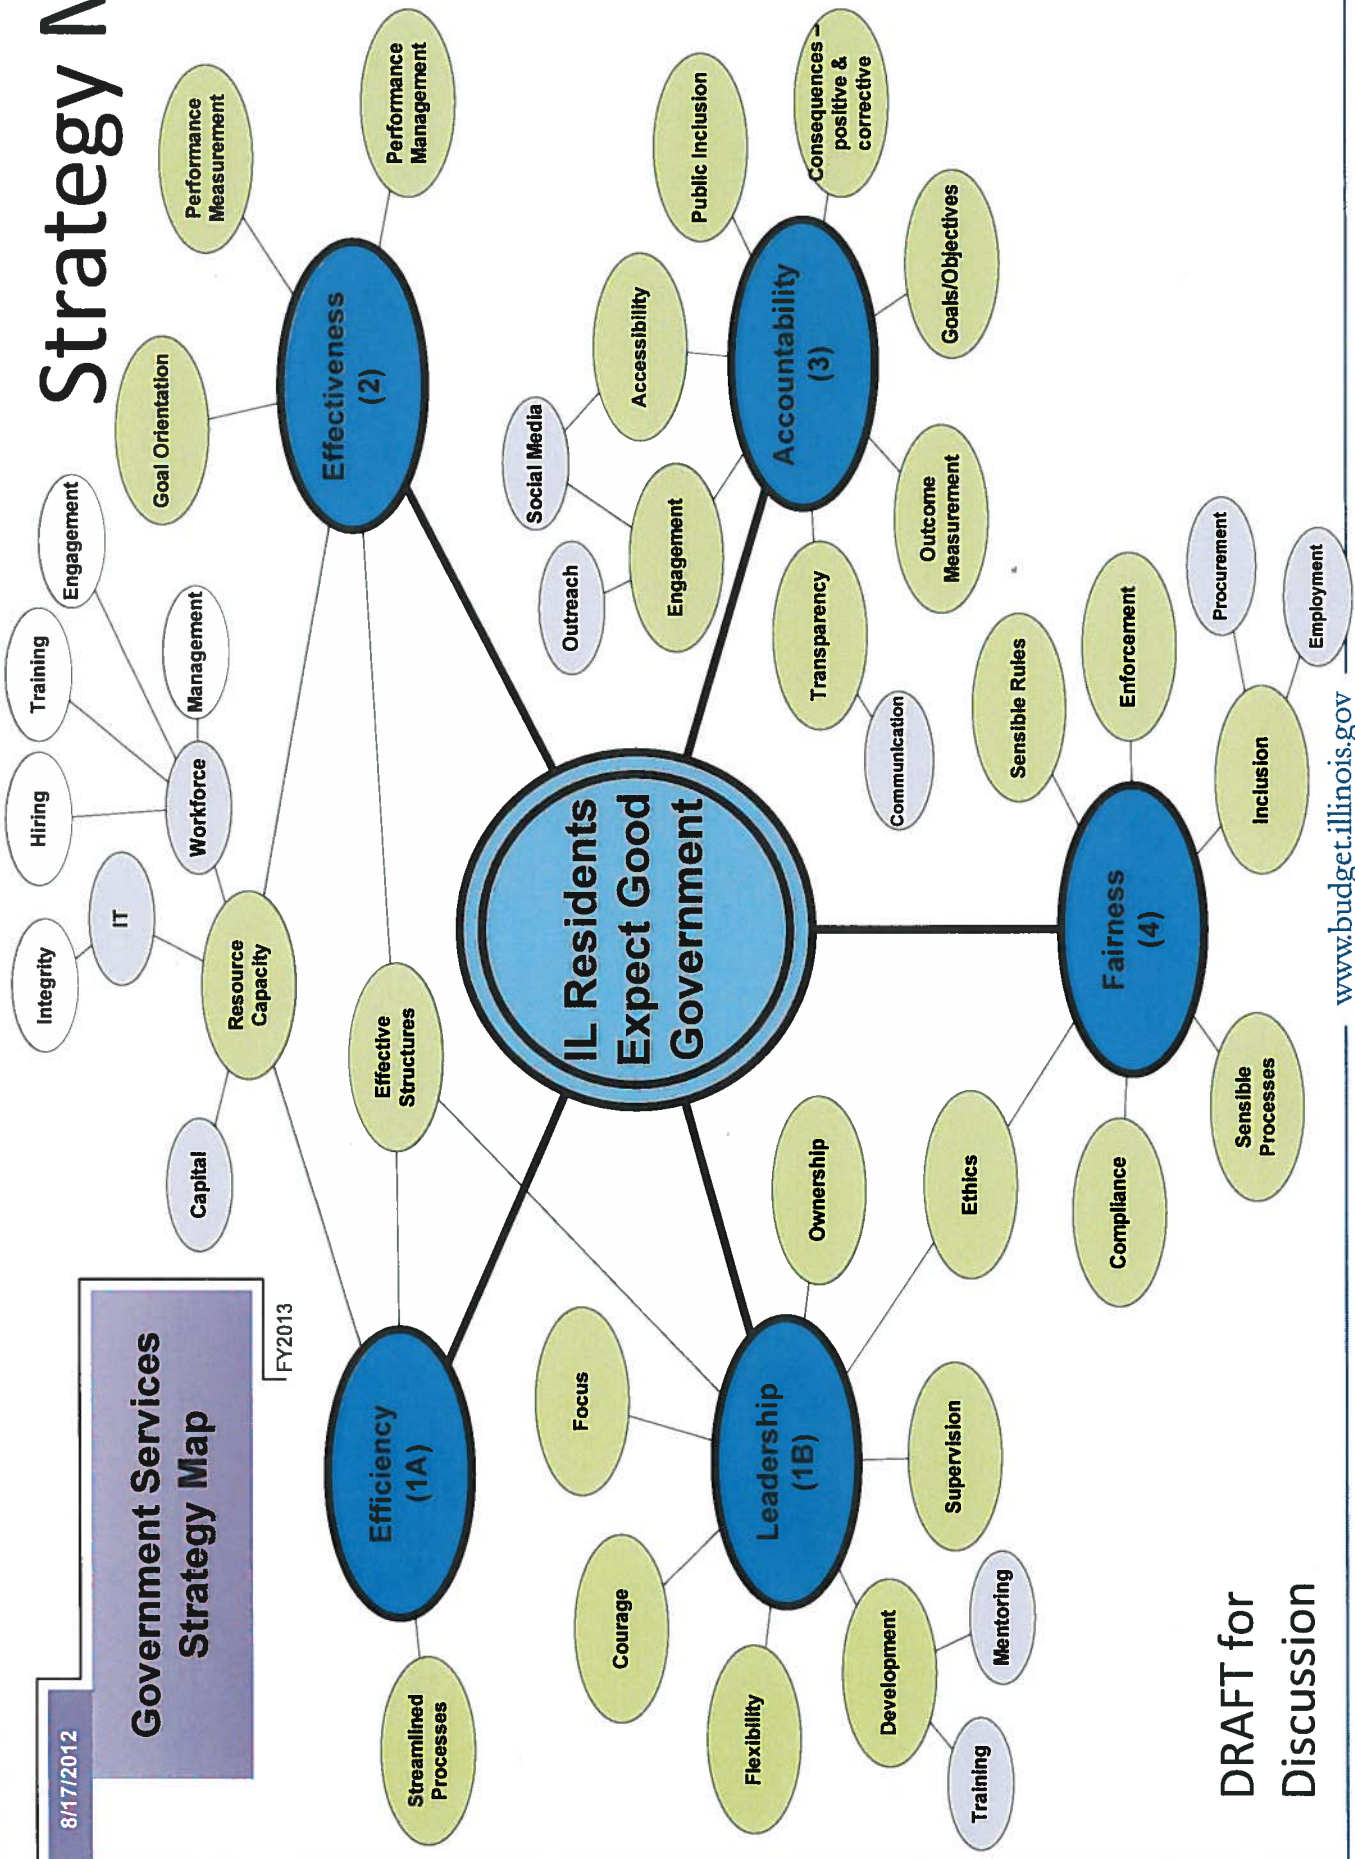 8/17/2012
Strategy
Government Services
Strategy Map
FY2013
Integrity
Hiring
Training
Engagement
IT
Capital
Resource
Capacity
Workforce
Management
Goal Orientation
Performance
Measurement
Performance
Management
Effectiveness
(2)
Effective
Structures
Efficiency
(1A)
Streamlined
Processes
IL Residents
Expect Good
Government
Outreach
Social Media
Engagement
Accessibility
Public Inclusion
Consequences –
positive &
corrective
Accountability
(3)
Goals/Objectives
Outcome
Measurement
Transparency
Communication
Focus
Courage
Flexibility
Leadership
(1B)
Ownership
Ethics
Supervision
Development
Mentoring
Training
Sensible Rules
Enforcement
Fairness
(4)
Compliance
Sensible
Processes
Inclusion
Procurement
Employment
DRAFT for
Discussion
www.budget.illinois.gov